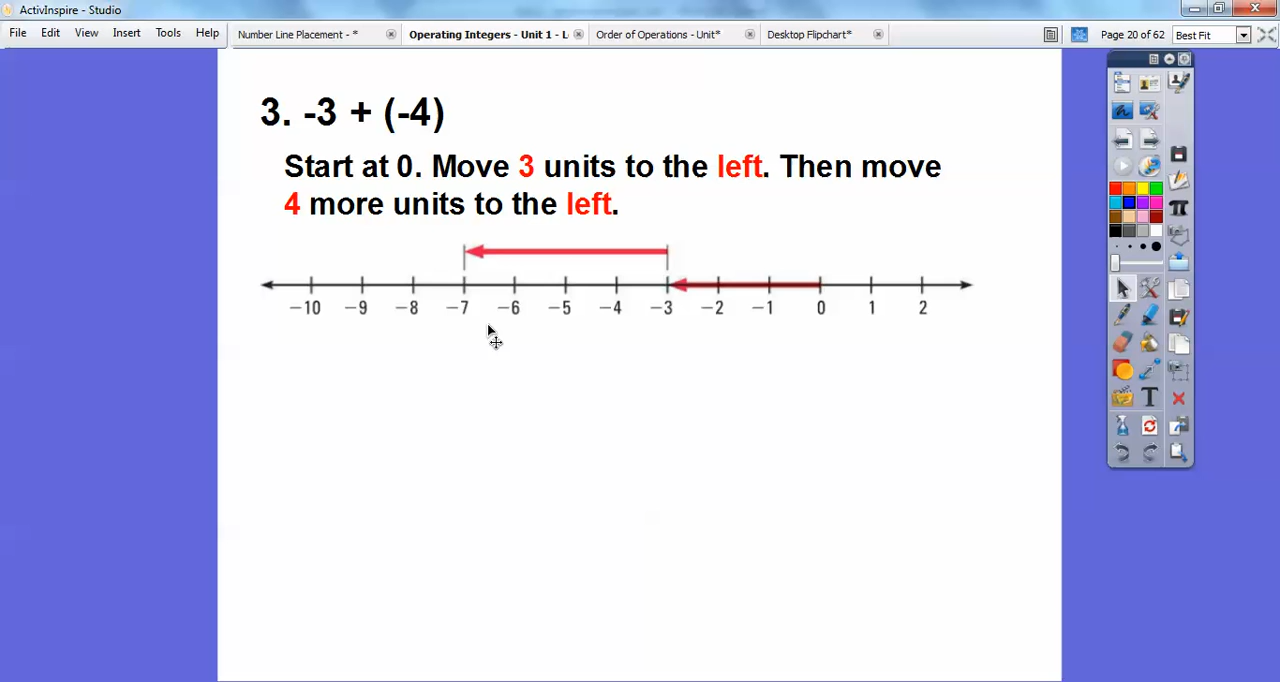 ActivInspire - Studio
File Edit View Insert Tools Help
Number Line Placement - * Operating Integers - Unit 1 - L Order of Operations - Unit* Desktop Flipchart* Page 20 of 62 Best Fit
3. -3 + (-4)
Start at 0. Move 3 units to the left. Then move
4 more units to the left.
−10 −9 −8 −7 −6 −5 −4 −3 −2 −1 0 1 2